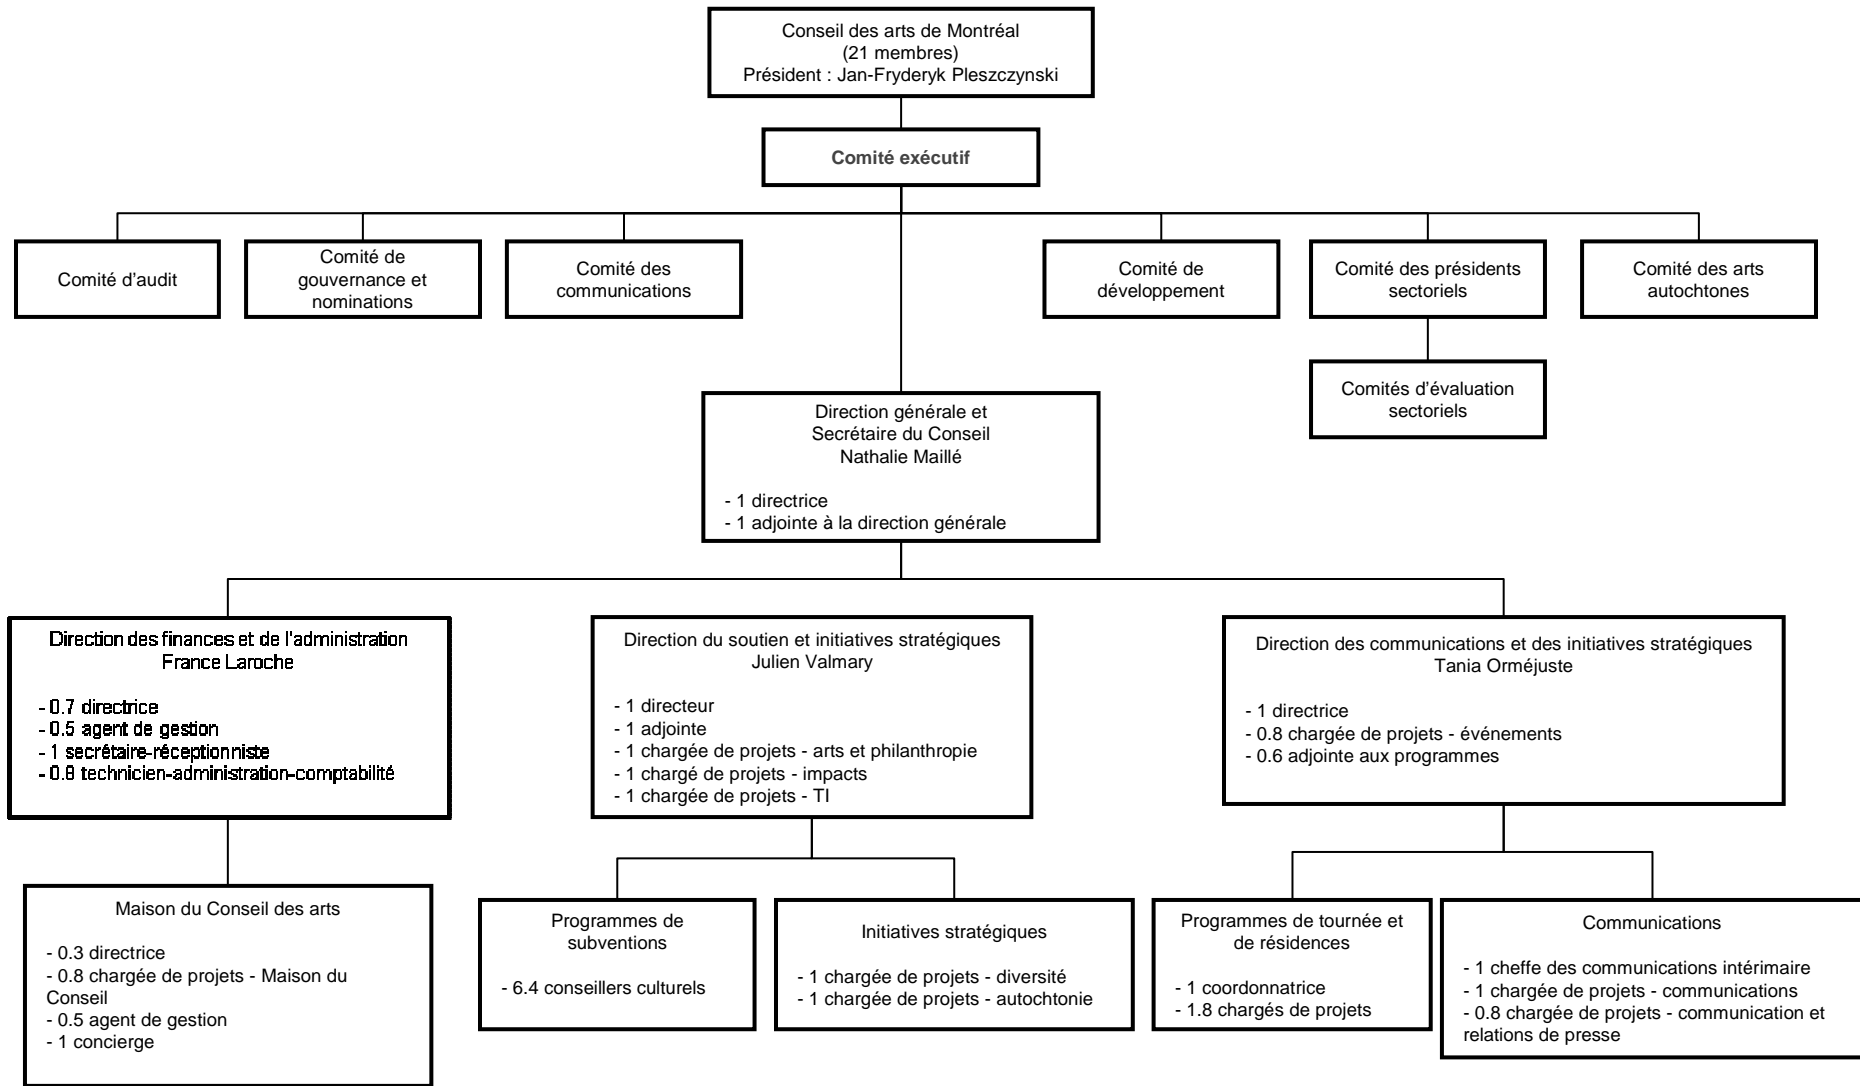 Conseil des arts de Montréal
(21 membres)
Président : Jan-Fryderyk Pleszczynski
Comité exécutif
Comité d'audit
Comité de
gouvernance et
nominations
Comité des
communications
Comité de
développement
Comité des présidents
sectoriels
Comité des arts
autochtones
Comités d'évaluation
sectoriels
Direction générale et
Secrétaire du Conseil
Nathalie Maillé
- 1 directrice
- 1 adjointe à la direction générale
Direction des finances et de l'administration
France Laroche
- 0.7 directrice
- 0.5 agent de gestion
- 1 secrétaire-réceptionniste
- 0.8 technicien-administration-comptabilité
Direction du soutien et initiatives stratégiques
Julien Valmary
- 1 directeur
- 1 adjointe
- 1 chargée de projets - arts et philanthropie
- 1 chargé de projets - impacts
- 1 chargée de projets - TI
Direction des communications et des initiatives stratégiques
Tania Orméjuste
- 1 directrice
- 0.8 chargée de projets - événements
- 0.6 adjointe aux programmes
Maison du Conseil des arts
- 0.3 directrice
- 0.8 chargée de projets - Maison du
Conseil
- 0.5 agent de gestion
- 1 concierge
Programmes de
subventions
- 6.4 conseillers culturels
Initiatives stratégiques
- 1 chargée de projets - diversité
- 1 chargée de projets - autochtonie
Programmes de tournée et
de résidences
- 1 coordonnatrice
- 1.8 chargés de projets
Communications
- 1 cheffe des communications intérimaire
- 1 chargée de projets - communications
- 0.8 chargée de projets - communication et
relations de presse